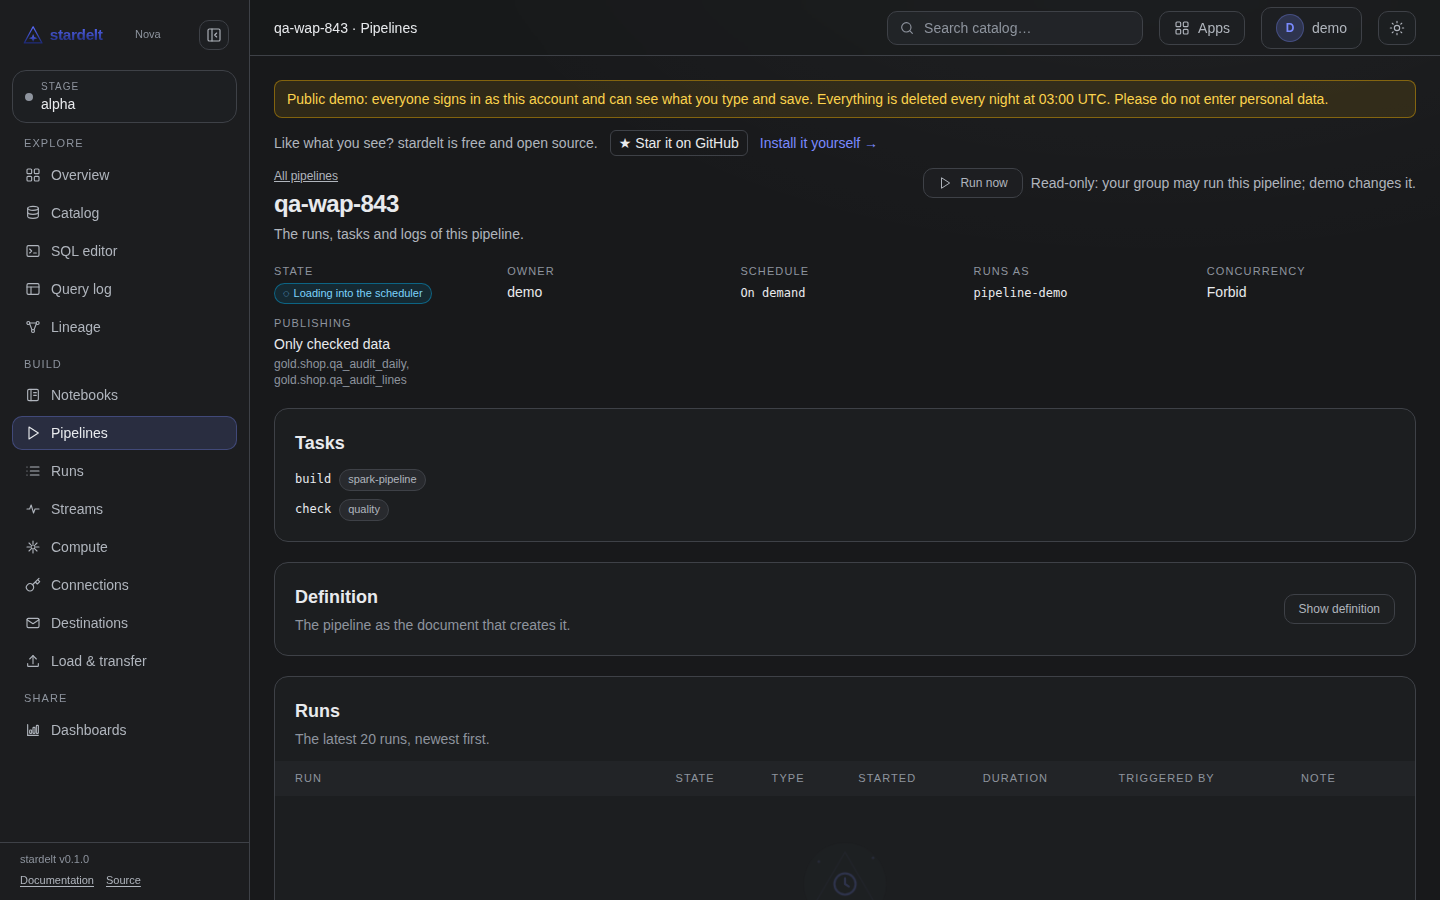 stardelt
Nova
STAGE
alpha
EXPLORE
Overview
Catalog
SQL editor
Query log
Lineage
BUILD
Notebooks
Pipelines
Runs
Streams
Compute
Connections
Destinations
Load & transfer
SHARE
Dashboards
stardelt v0.1.0
Documentation Source
qa-wap-843 · Pipelines
Search catalog…
Apps
D demo
Public demo: everyone signs in as this account and can see what you type and save. Everything is deleted every night at 03:00 UTC. Please do not enter personal data.
Like what you see? stardelt is free and open source. ★ Star it on GitHub Install it yourself →
All pipelines
Run now Read-only: your group may run this pipeline; demo changes it.
qa-wap-843
The runs, tasks and logs of this pipeline.
STATE OWNER SCHEDULE RUNS AS CONCURRENCY
Loading into the scheduler demo On demand pipeline-demo Forbid
PUBLISHING
Only checked data
gold.shop.qa_audit_daily,
gold.shop.qa_audit_lines
Tasks
build spark-pipeline
check quality
Definition
The pipeline as the document that creates it.
Show definition
Runs
The latest 20 runs, newest first.
RUN STATE TYPE STARTED DURATION TRIGGERED BY NOTE